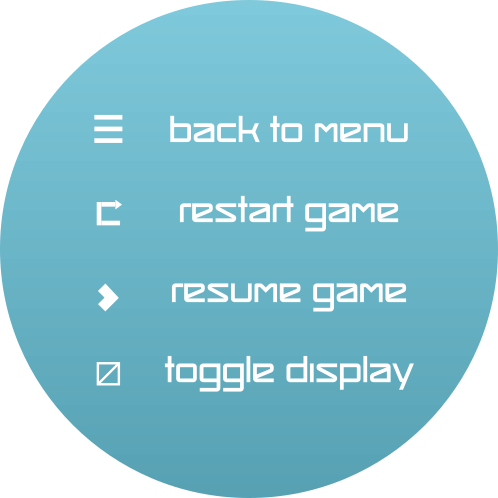 back to menu
restart game
resume game
toggle display